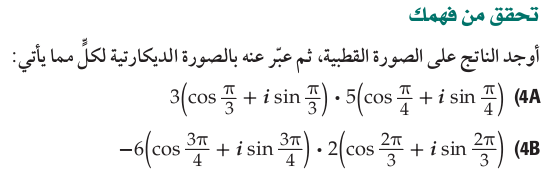 تحقق من فهمك
أوجد الناتج على الصورة القطبية، ثم عبّر عنه بالصورة الديكارتية لكلٍّ مما يأتي:
(4A 3(cos π/3 + i sin π/3) • 5(cos π/4 + i sin π/4)
(4B −6(cos 3π/4 + i sin 3π/4) • 2(cos 2π/3 + i sin 2π/3)